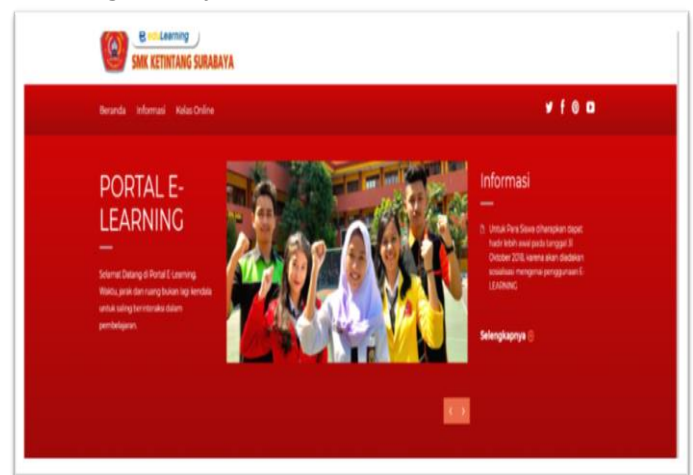 eduLearning
SMK KETINTANG SURABAYA
Beranda Informasi Kelas Online
PORTAL E-
LEARNING
Selamat Datang di Portal E-Learning.
Waktu, jarak dan ruang bukan lagi kendala
untuk saling berinteraksi dalam
pembelajaran.
Informasi
Untuk Para Siswa diharapkan dapat
hadir lebih awal pada tanggal 31
Oktober 2018, karena akan diadakan
sosialisasi mengenai penggunaan E-
LEARNING
Selengkapnya